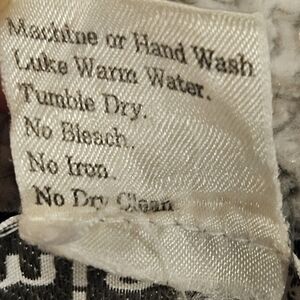 Machine or Hand Wash
Luke Warm Water.
Tumble Dry.
No Bleach.
No Iron.
No Dry Clean